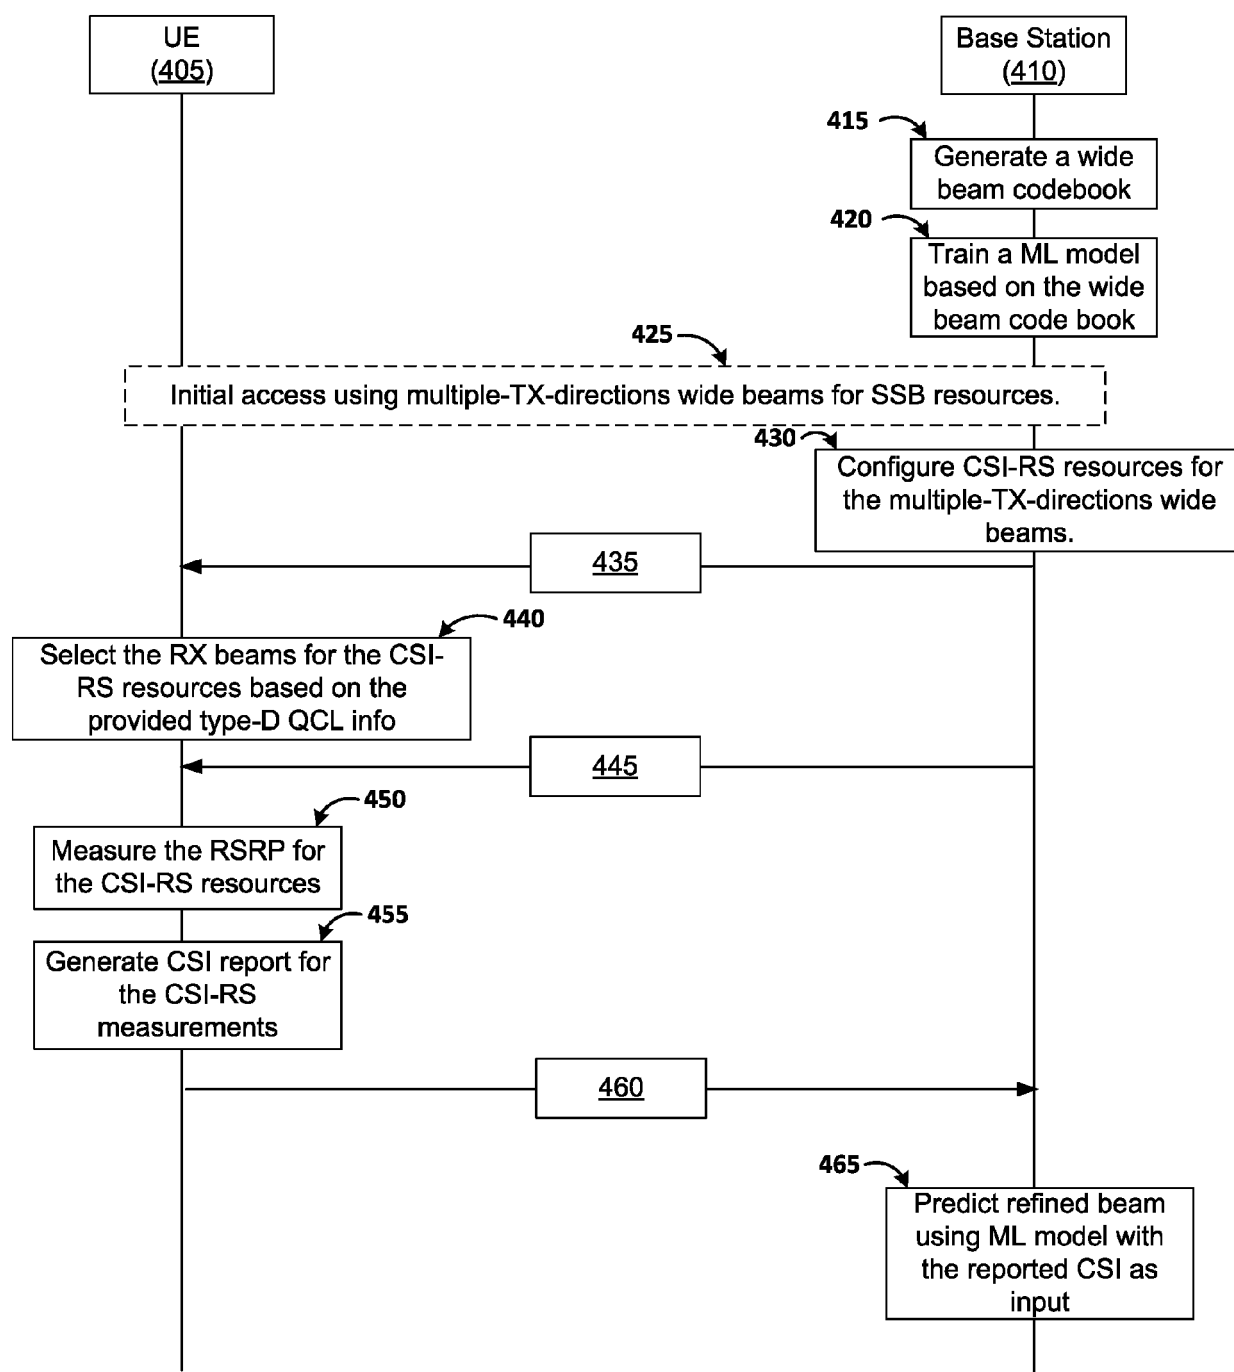 UE
(405)
Base Station
(410)
415
Generate a wide
beam codebook
420
Train a ML model
based on the wide
beam code book
425
Initial access using multiple-TX-directions wide beams for SSB resources.
430
Configure CSI-RS resources for
the multiple-TX-directions wide
beams.
435
440
Select the RX beams for the CSI-
RS resources based on the
provided type-D QCL info
445
450
Measure the RSRP for
the CSI-RS resources
455
Generate CSI report for
the CSI-RS
measurements
460
465
Predict refined beam
using ML model with
the reported CSI as
input